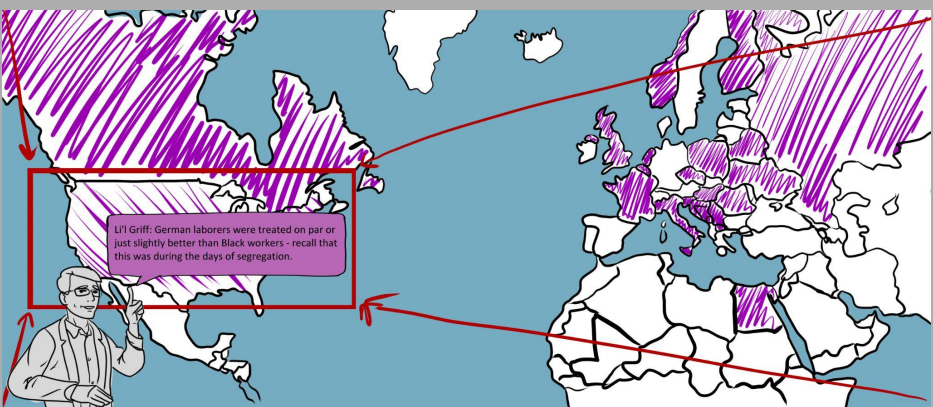 Li'l Griff: German laborers were treated on par or
just slightly better than Black workers - recall that
this was during the days of segregation.